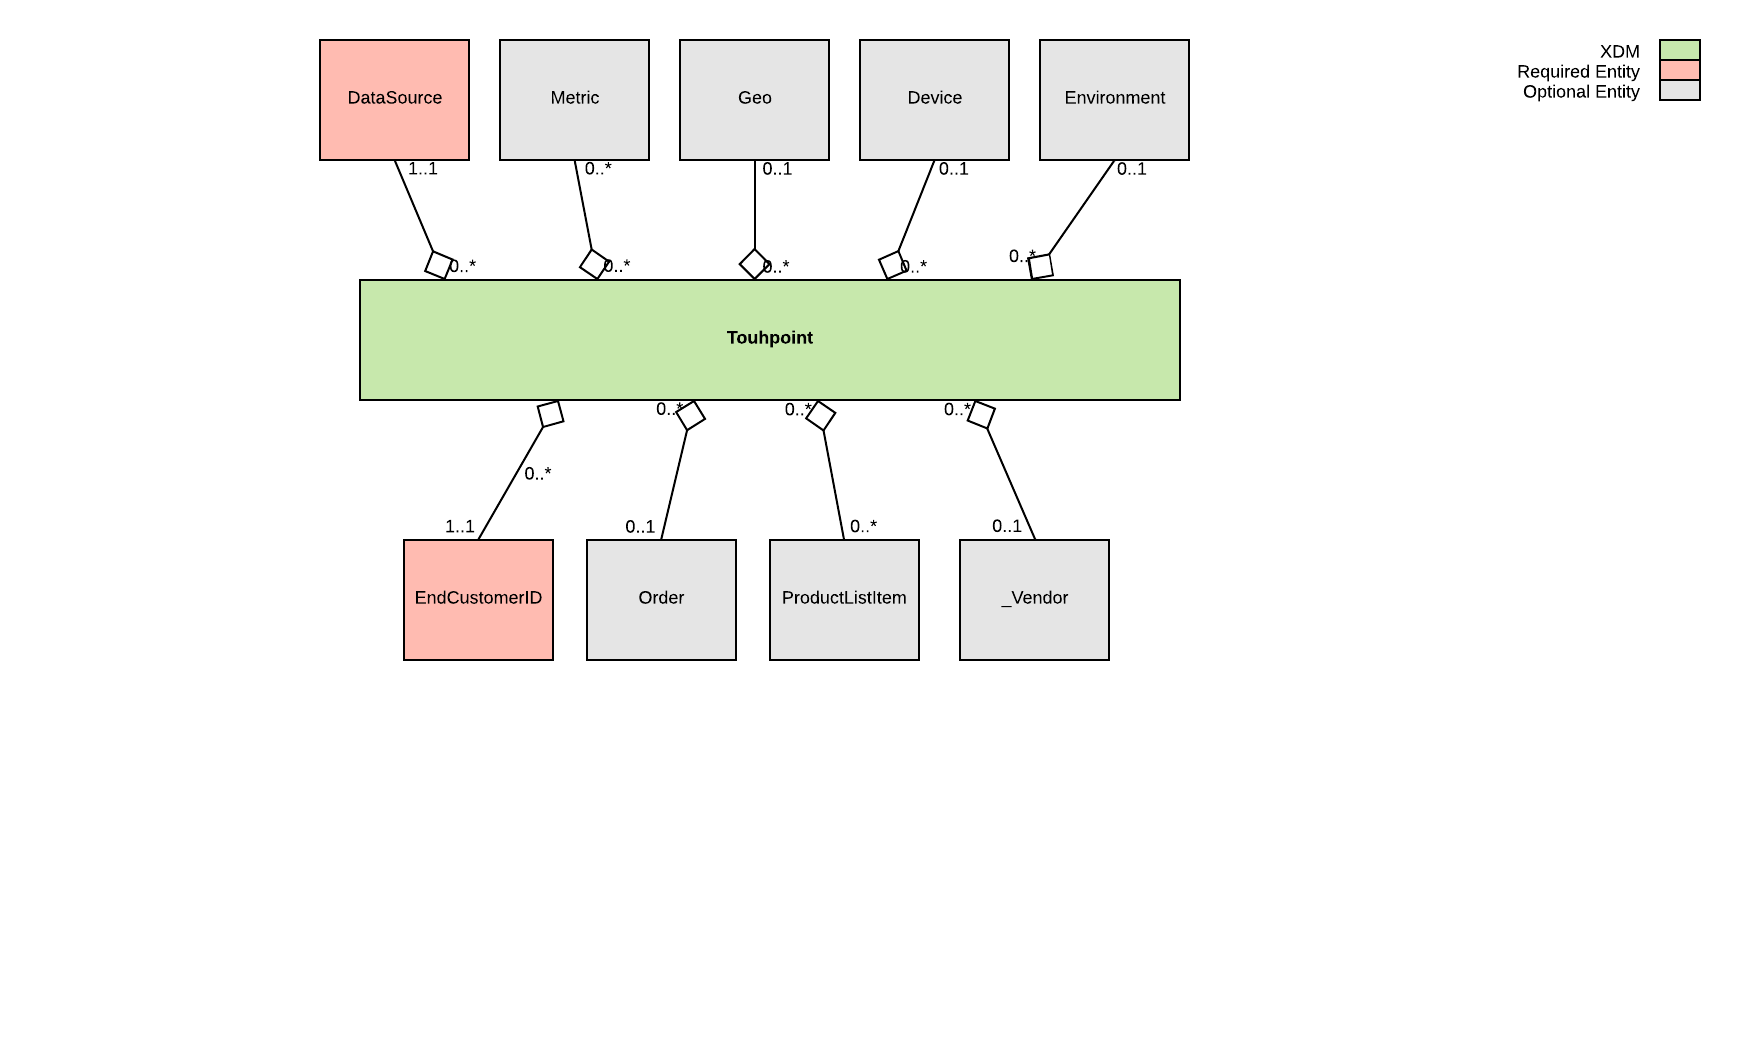 XDM
Required Entity
Optional Entity
DataSource
Metric
Geo
Device
Environment
1..1
0..*
0..1
0..1
0..1
0..*
0..*
0..*
0..*
0..*
Touhpoint
0..*
0..*
0..*
0..*
1..1
0..1
0..*
0..1
EndCustomerID
Order
ProductListItem
_Vendor